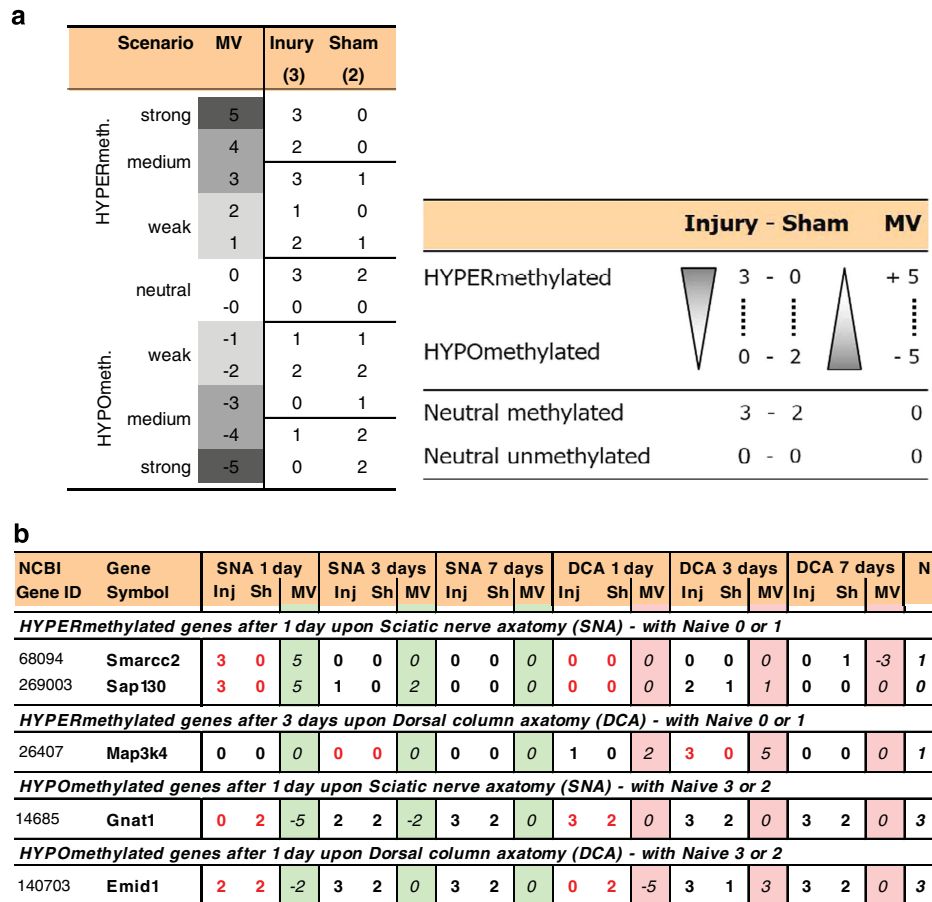 a
Scenario MV Inury Sham
(3) (2)
HYPERmeth.
strong 5 3 0
medium 4 2 0
3 3 1
weak 2 1 0
1 2 1
neutral 0 3 2
-0 0 0
HYPOmeth.
weak -1 1 1
-2 2 2
medium -3 0 1
-4 1 2
strong -5 0 2
Injury - Sham MV
HYPERmethylated 3 - 0 + 5
HYPOmethylated 0 - 2 - 5
Neutral methylated 3 - 2 0
Neutral unmethylated 0 - 0 0
b
NCBI Gene SNA 1 day SNA 3 days SNA 7 days DCA 1 day DCA 3 days DCA 7 days N
Gene ID Symbol Inj Sh MV Inj Sh MV Inj Sh MV Inj Sh MV Inj Sh MV Inj Sh MV
HYPERmethylated genes after 1 day upon Sciatic nerve axatomy (SNA) - with Naive 0 or 1
68094 Smarcc2 3 0 5 0 0 0 0 0 0 0 0 0 0 0 0 0 1 -3 1
269003 Sap130 3 0 5 1 0 2 0 0 0 0 0 0 2 1 1 0 0 0 0
HYPERmethylated genes after 3 days upon Dorsal column axatomy (DCA) - with Naive 0 or 1
26407 Map3k4 0 0 0 0 0 0 0 0 0 1 0 2 3 0 5 0 0 0 1
HYPOmethylated genes after 1 day upon Sciatic nerve axatomy (SNA) - with Naive 3 or 2
14685 Gnat1 0 2 -5 2 2 -2 3 2 0 3 2 0 3 2 0 3 2 0 3
HYPOmethylated genes after 1 day upon Dorsal column axatomy (DCA) - with Naive 3 or 2
140703 Emid1 2 2 -2 3 2 0 3 2 0 0 2 -5 3 1 3 3 2 0 3